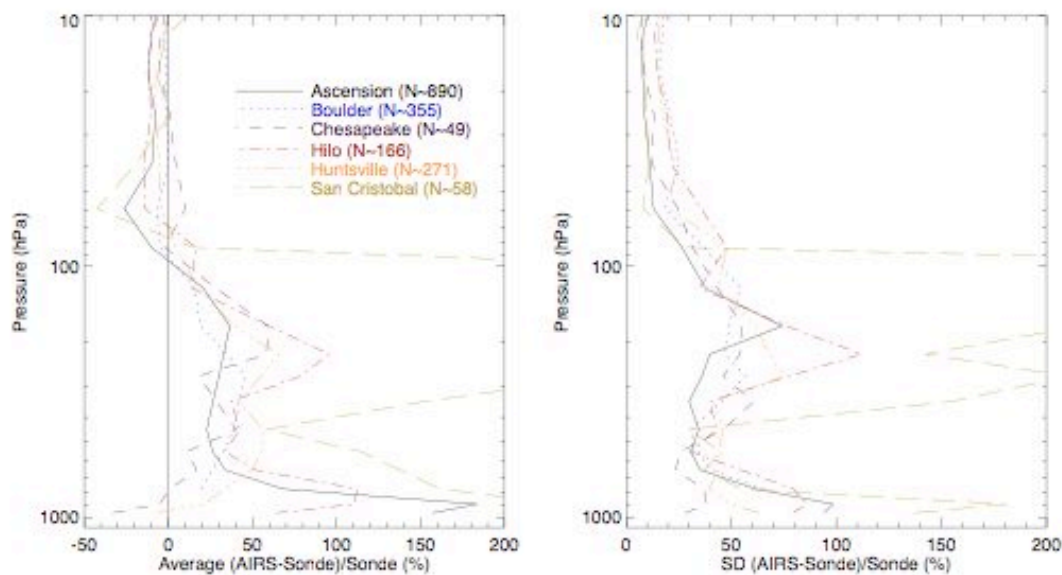 10
100
1000
Pressure (hPa)
-50 0 50 100 150 200
Average (AIRS-Sonde)/Sonde (%)
Ascension (N~890)
Boulder (N~355)
Chesapeake (N~49)
Hilo (N~166)
Huntsville (N~271)
San Cristobal (N~58)
10
100
1000
Pressure (hPa)
0 50 100 150 200
SD (AIRS-Sonde)/Sonde (%)